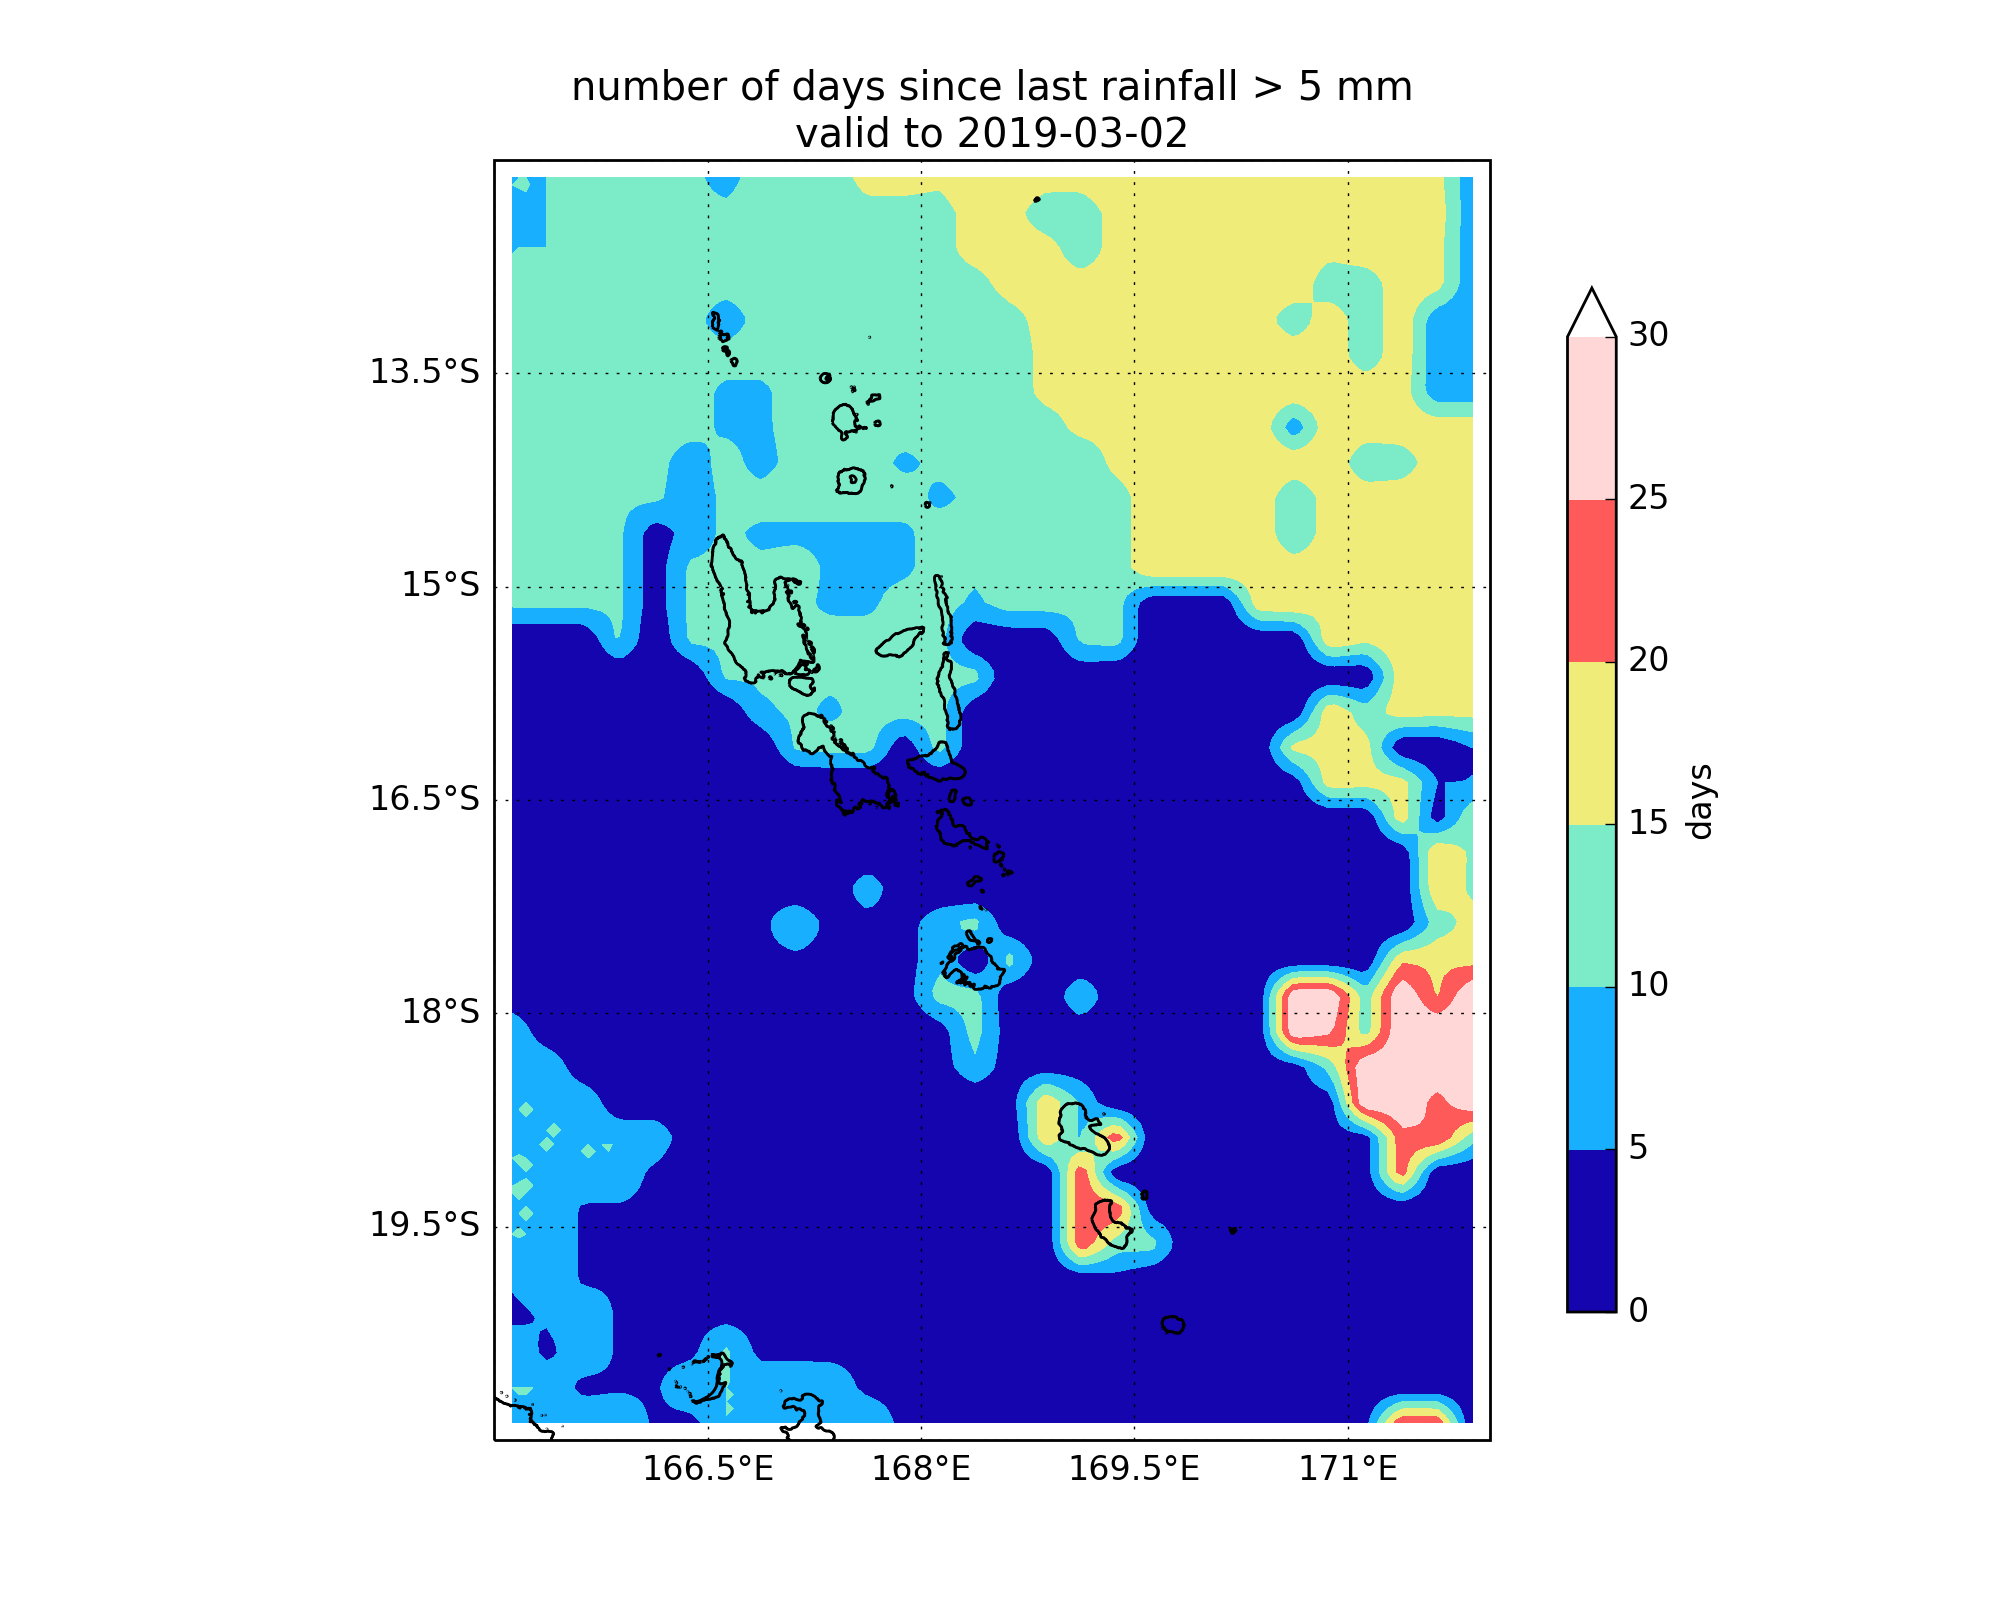 number of days since last rainfall > 5 mm
valid to 2019-03-02
13.5°S
15°S
16.5°S
18°S
19.5°S
166.5°E
168°E
169.5°E
171°E
30
25
20
15
10
5
0
days